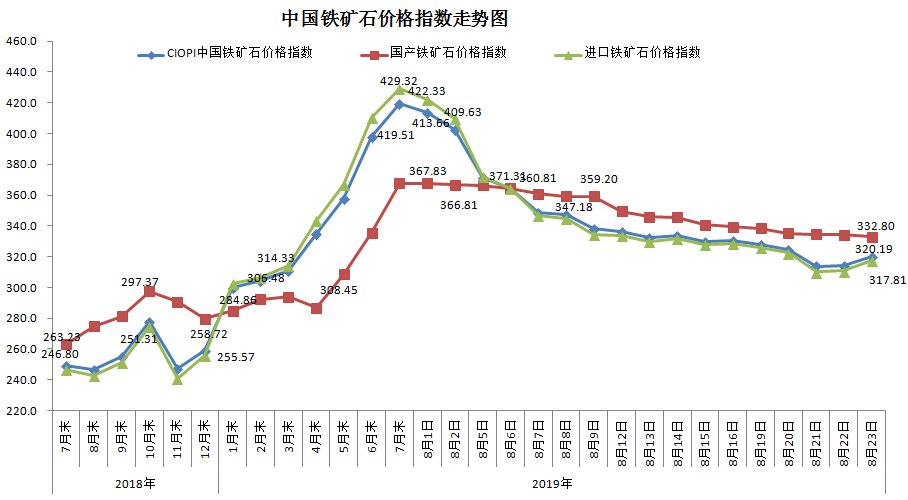 中国铁矿石价格指数走势图
CIOPI中国铁矿石价格指数
国产铁矿石价格指数
进口铁矿石价格指数
460.0
440.0
420.0
400.0
380.0
360.0
340.0
320.0
300.0
280.0
260.0
240.0
220.0
263.23
246.80
251.31
297.37
258.72
255.57
284.86
306.48
314.33
308.45
429.32
419.51
422.33
413.66
367.83
409.63
366.81
371.31
360.81
347.18
359.20
332.80
320.19
317.81
7月末
8月末
9月末
10月末
11月末
12月末
1月末
2月末
3月末
4月末
5月末
6月末
7月末
8月1日
8月2日
8月5日
8月6日
8月7日
8月8日
8月9日
8月12日
8月13日
8月14日
8月15日
8月16日
8月19日
8月20日
8月21日
8月22日
8月23日
2018年
2019年